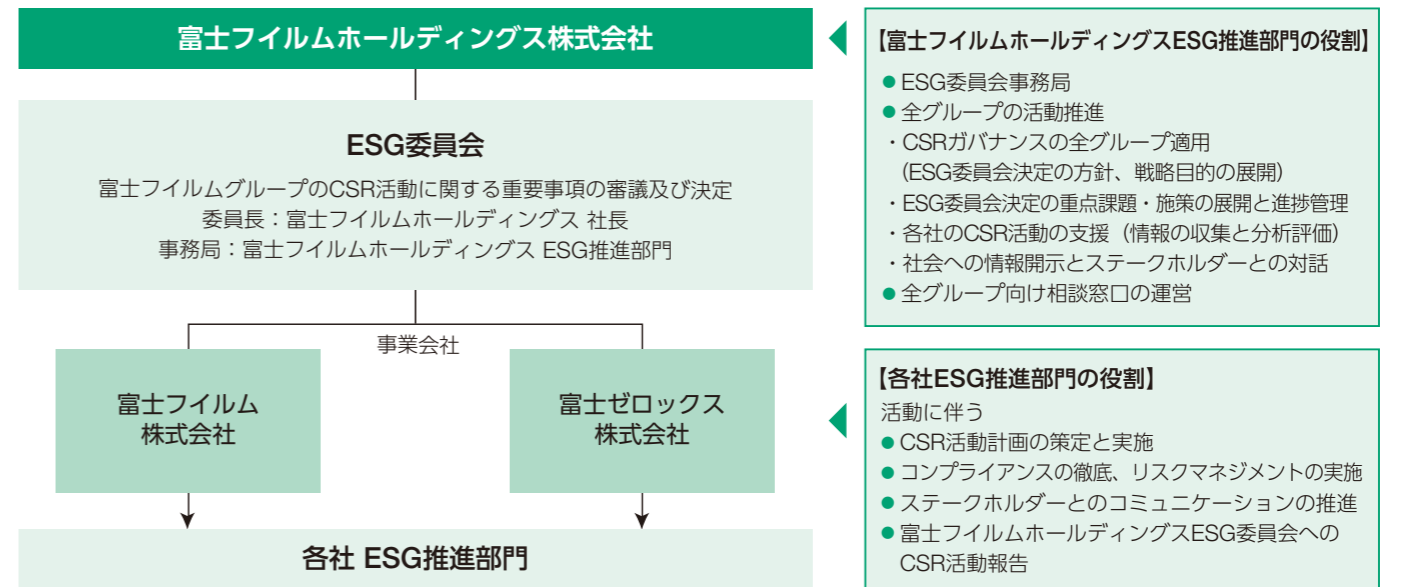 富士フイルムホールディングス株式会社
ESG委員会
富士フイルムグループのCSR活動に関する重要事項の審議及び決定
委員長：富士フイルムホールディングス 社長
事務局：富士フイルムホールディングス ESG推進部門
事業会社
富士フイルム
株式会社
富士ゼロックス
株式会社
各社 ESG推進部門
【富士フイルムホールディングスESG推進部門の役割】
●ESG委員会事務局
●全グループの活動推進
・CSRガバナンスの全グループ適用
（ESG委員会決定の方針、戦略目的の展開）
・ESG委員会決定の重点課題・施策の展開と進捗管理
・各社のCSR活動の支援（情報の収集と分析評価）
・社会への情報開示とステークホルダーとの対話
●全グループ向け相談窓口の運営
【各社ESG推進部門の役割】
活動に伴う
●CSR活動計画の策定と実施
●コンプライアンスの徹底、リスクマネジメントの実施
●ステークホルダーとのコミュニケーションの推進
●富士フイルムホールディングスESG委員会への
CSR活動報告